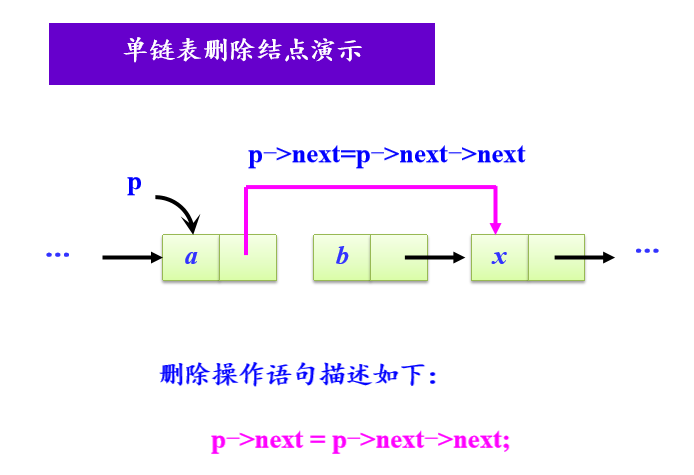 单链表删除结点演示
p->next=p->next->next
p
... a b x ...
删除操作语句描述如下：
p->next = p->next->next;